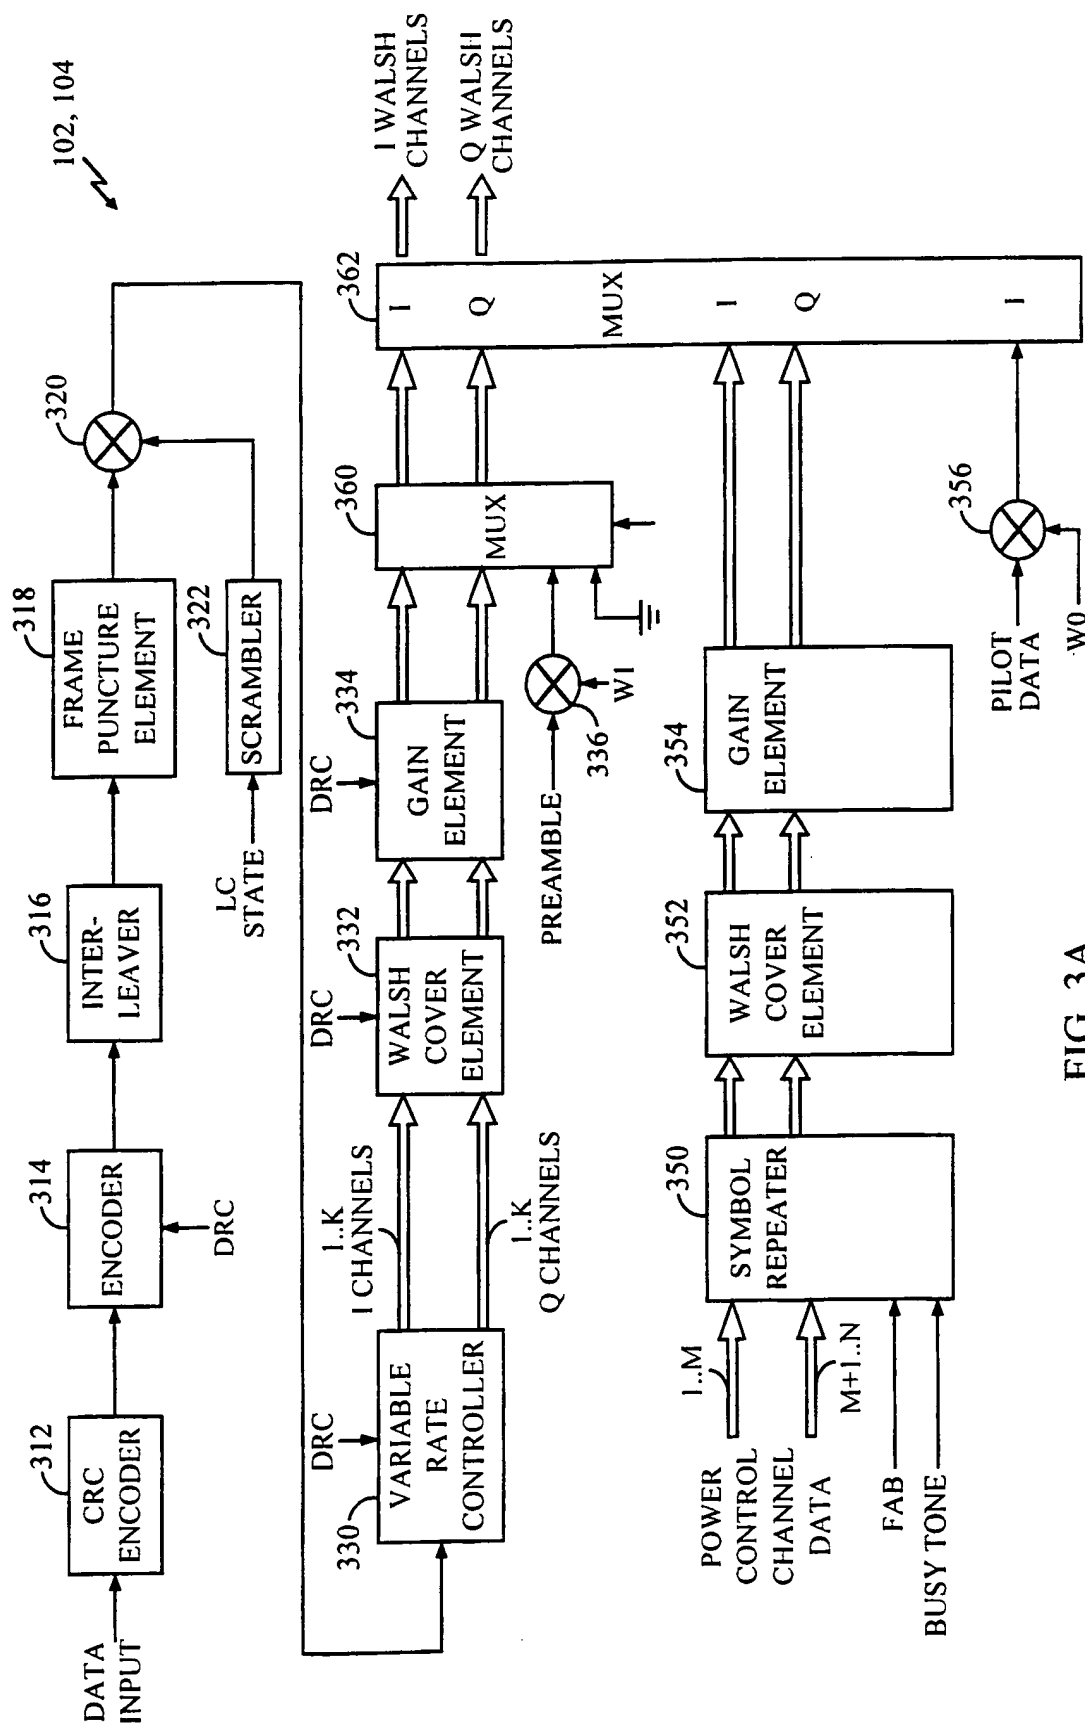 102, 104
DATA
INPUT
312
CRC
ENCODER
314
ENCODER
DRC
316
INTER-
LEAVER
318
FRAME
PUNCTURE
ELEMENT
320
LC
STATE
322
SCRAMBLER
330
DRC
VARIABLE
RATE
CONTROLLER
1..K
I CHANNELS
1..K
Q CHANNELS
DRC
332
WALSH
COVER
ELEMENT
DRC
334
GAIN
ELEMENT
PREAMBLE
336
W1
360
MUX
362
I
Q
MUX
I
Q
I
I WALSH
CHANNELS
Q WALSH
CHANNELS
POWER
CONTROL
CHANNEL
DATA
1..M
M+1..N
FAB
BUSY TONE
350
SYMBOL
REPEATER
352
WALSH
COVER
ELEMENT
354
GAIN
ELEMENT
PILOT
DATA
356
W0
FIG. 3A